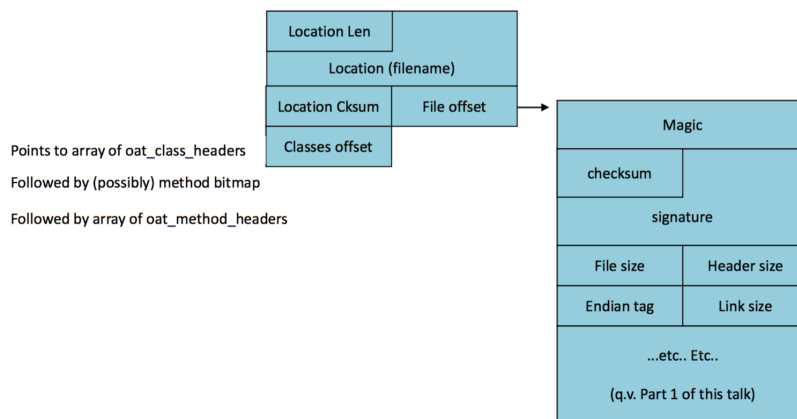 Location Len
Location (filename)
Location Cksum
File offset
Classes offset
Points to array of oat_class_headers
Followed by (possibly) method bitmap
Followed by array of oat_method_headers
Magic
checksum
signature
File size
Header size
Endian tag
Link size
...etc.. Etc..
(q.v. Part 1 of this talk)